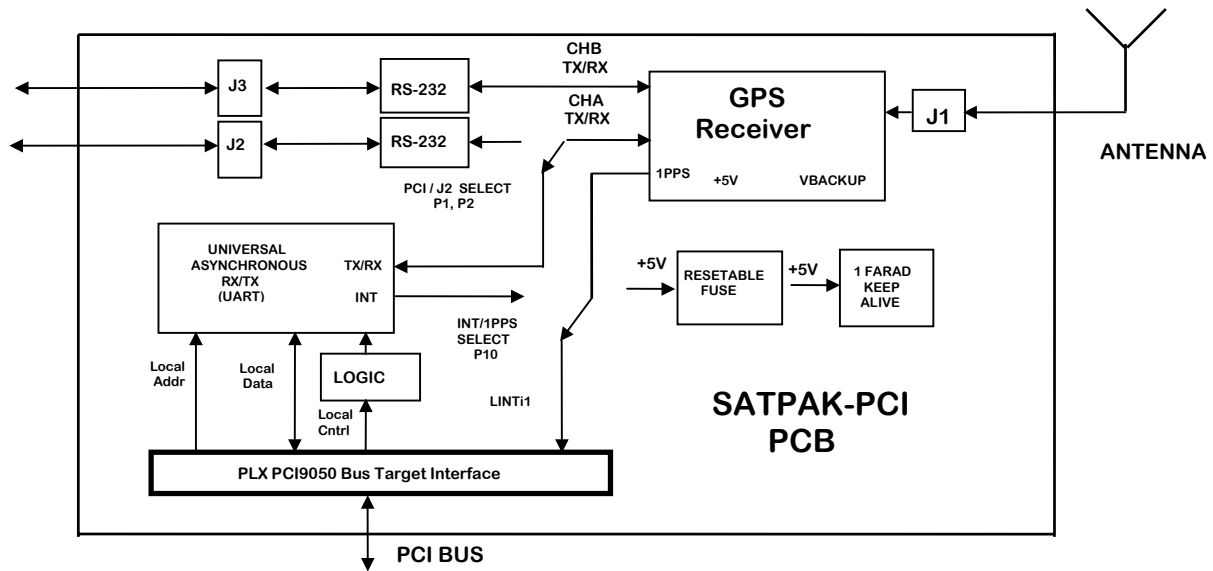 CHB
TX/RX
J3
RS-232
GPS
Receiver
J1
CHA
TX/RX
J2
RS-232
ANTENNA
1PPS
+5V
VBACKUP
PCI / J2 SELECT
P1, P2
UNIVERSAL
ASYNCHRONOUS
RX/TX
(UART)
TX/RX
INT
+5V
RESETABLE
FUSE
+5V
1 FARAD
KEEP
ALIVE
INT/1PPS
SELECT
P10
Local
Addr
Local
Data
LOGIC
Local
Cntrl
LINTi1
SATPAK-PCI
PCB
PLX PCI9050 Bus Target Interface
PCI BUS